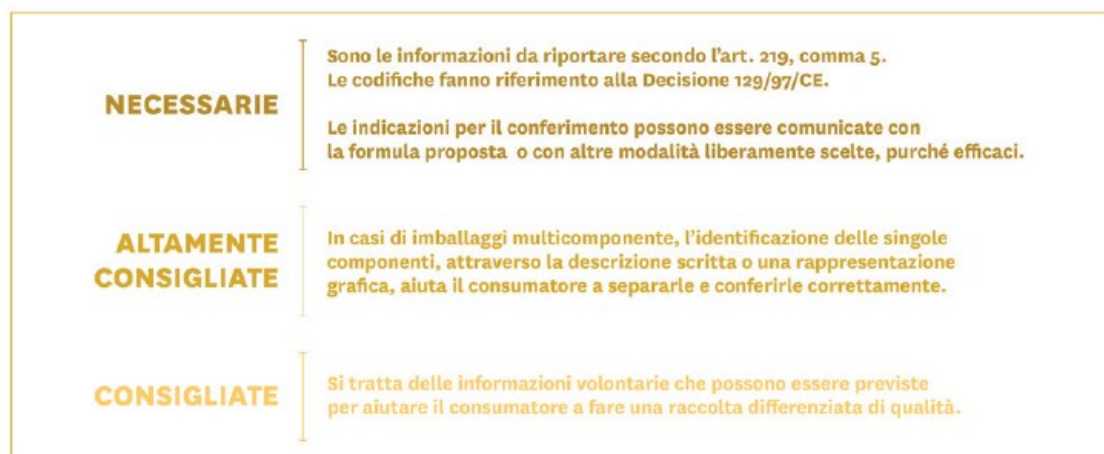 NECESSARIE
Sono le informazioni da riportare secondo l'art. 219, comma 5.
Le codifiche fanno riferimento alla Decisione 129/97/CE.
Le indicazioni per il conferimento possono essere comunicate con
la formula proposta o con altre modalità liberamente scelte, purché efficaci.
ALTAMENTE
CONSIGLIATE
In casi di imballaggi multicomponente, l'identificazione delle singole
componenti, attraverso la descrizione scritta o una rappresentazione
grafica, aiuta il consumatore a separarle e conferirle correttamente.
CONSIGLIATE
Si tratta delle informazioni volontarie che possono essere previste
per aiutare il consumatore a fare una raccolta differenziata di qualità.